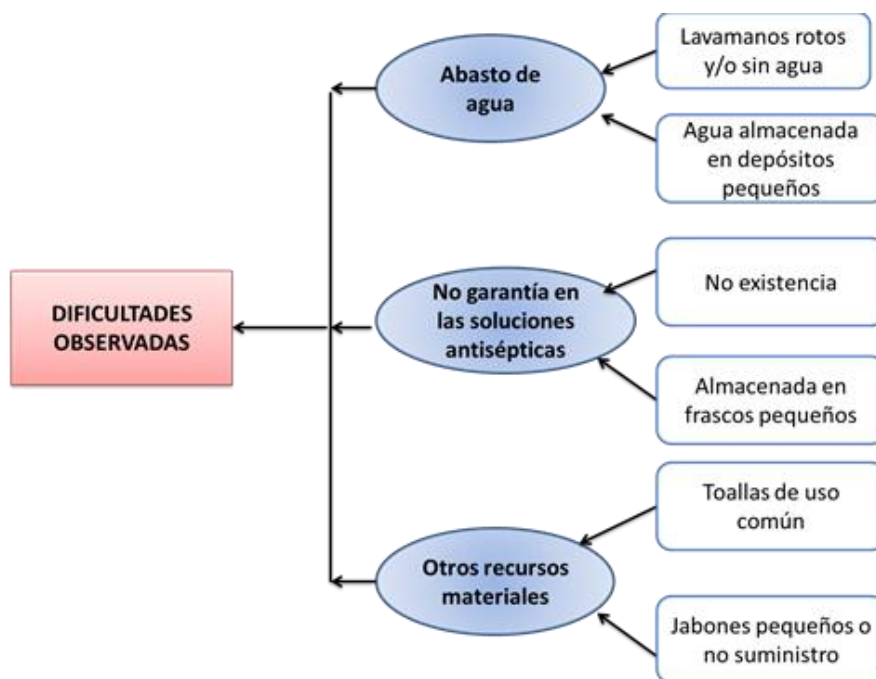 Lavamanos rotos
y/o sin agua
Abasto de
agua
Agua almacenada
en depósitos
pequeños
No existencia
No garantía en
las soluciones
antisépticas
DIFICULTADES
OBSERVADAS
Almacenada en
frascos pequeños
Toallas de uso
común
Otros recursos
materiales
Jabones pequeños o
no suministro